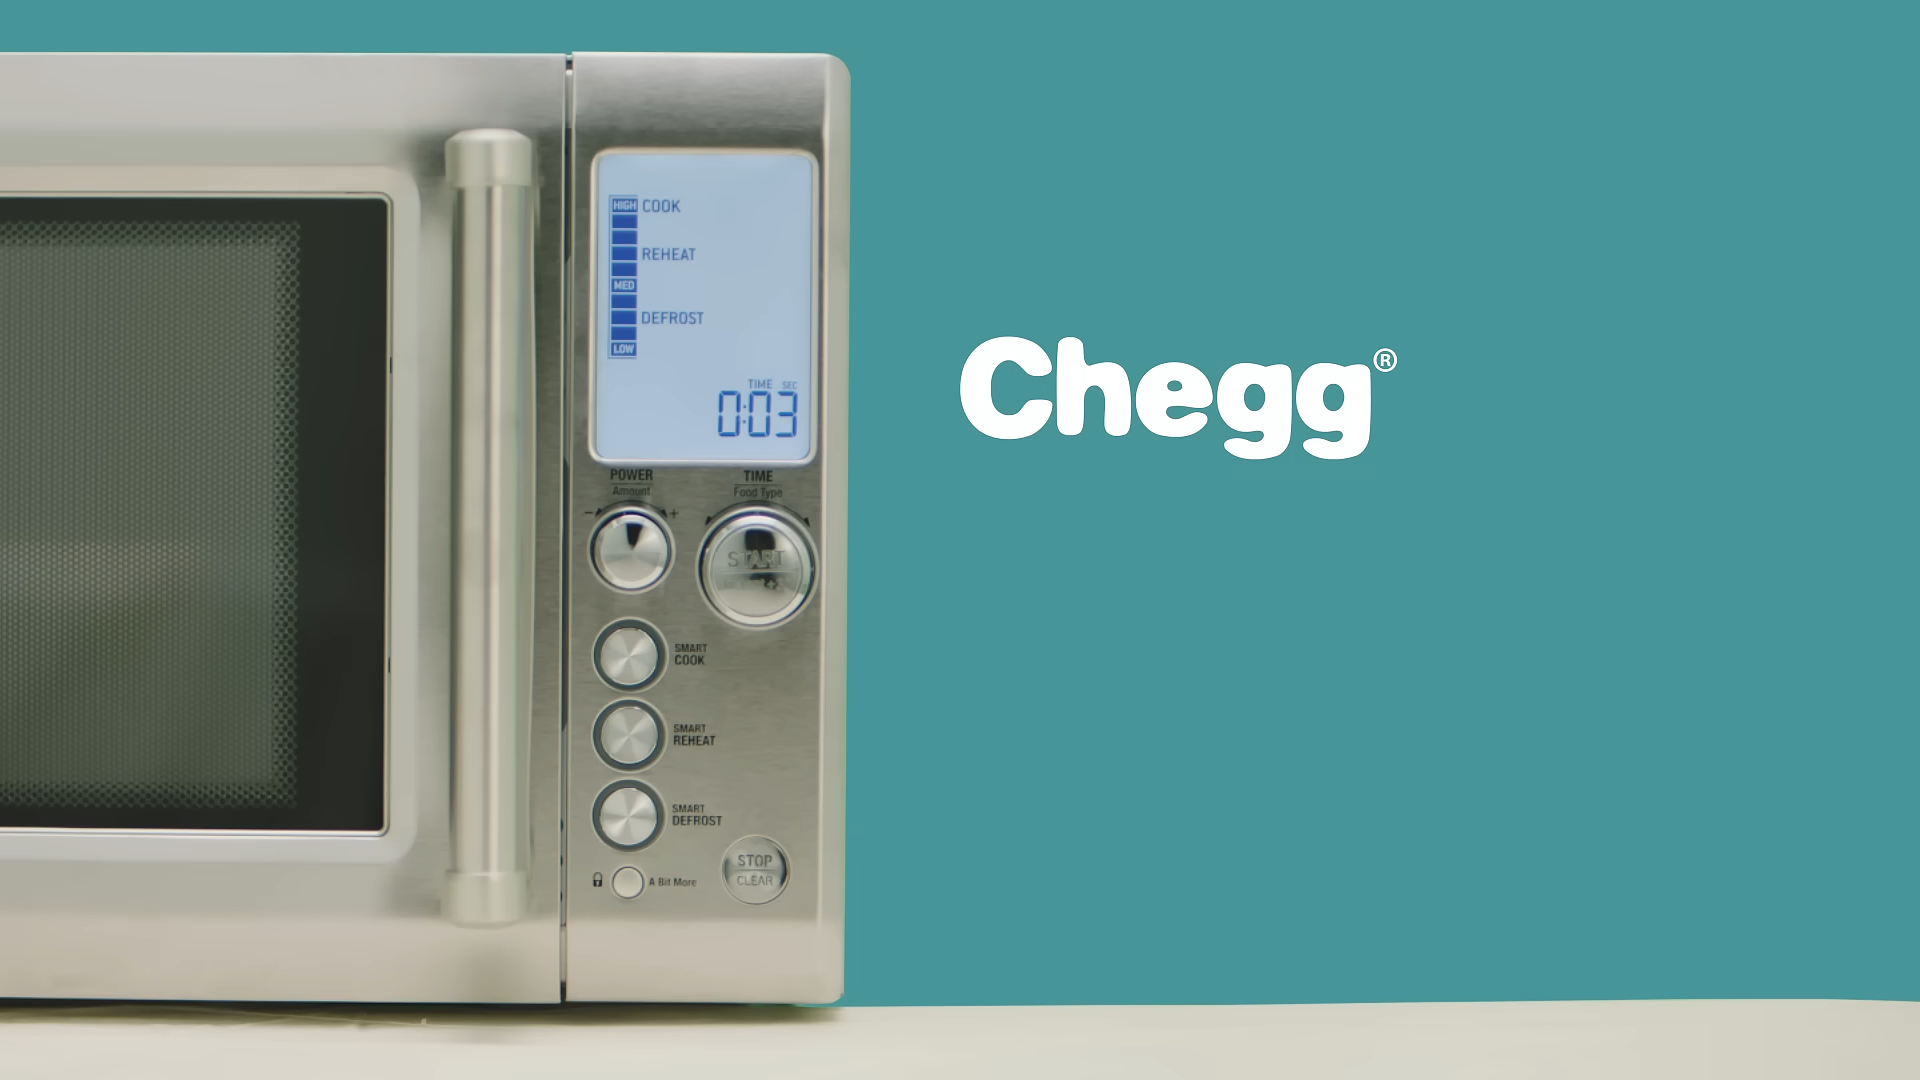 HIGH COOK
REHEAT
MED
DEFROST
LOW
TIME SEC
0:03
POWER
Amount
TIME
Food Type
- +
START
SMART
COOK
SMART
REHEAT
SMART
DEFROST
A Bit More
STOP
CLEAR
Chegg®